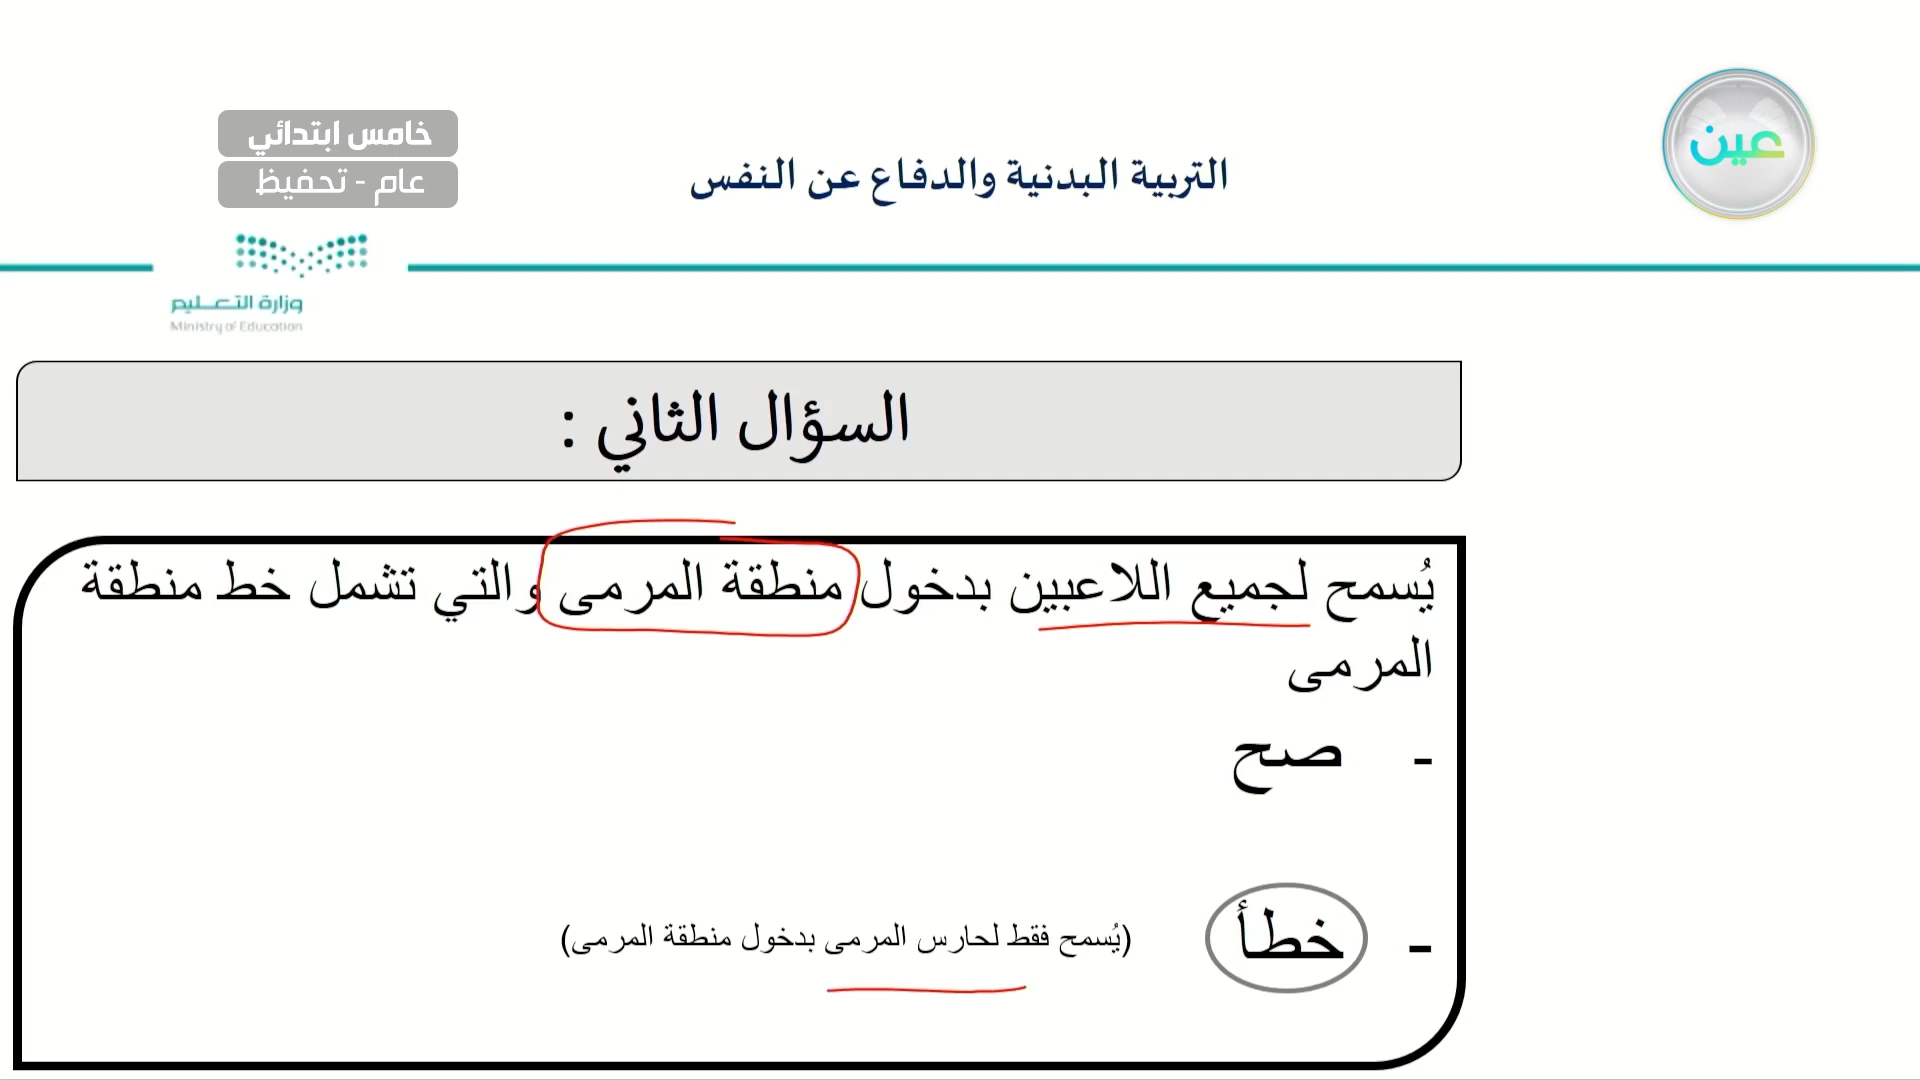 خامس ابتدائي
عام - تحفيظ
التربية البدنية والدفاع عن النفس
عين
وزارة التعليم
Ministry of Education
السؤال الثاني :
يُسمح لجميع اللاعبين بدخول منطقة المرمى والتي تشمل خط منطقة
المرمى
- صح
- خطأ (يُسمح فقط لحارس المرمى بدخول منطقة المرمى)